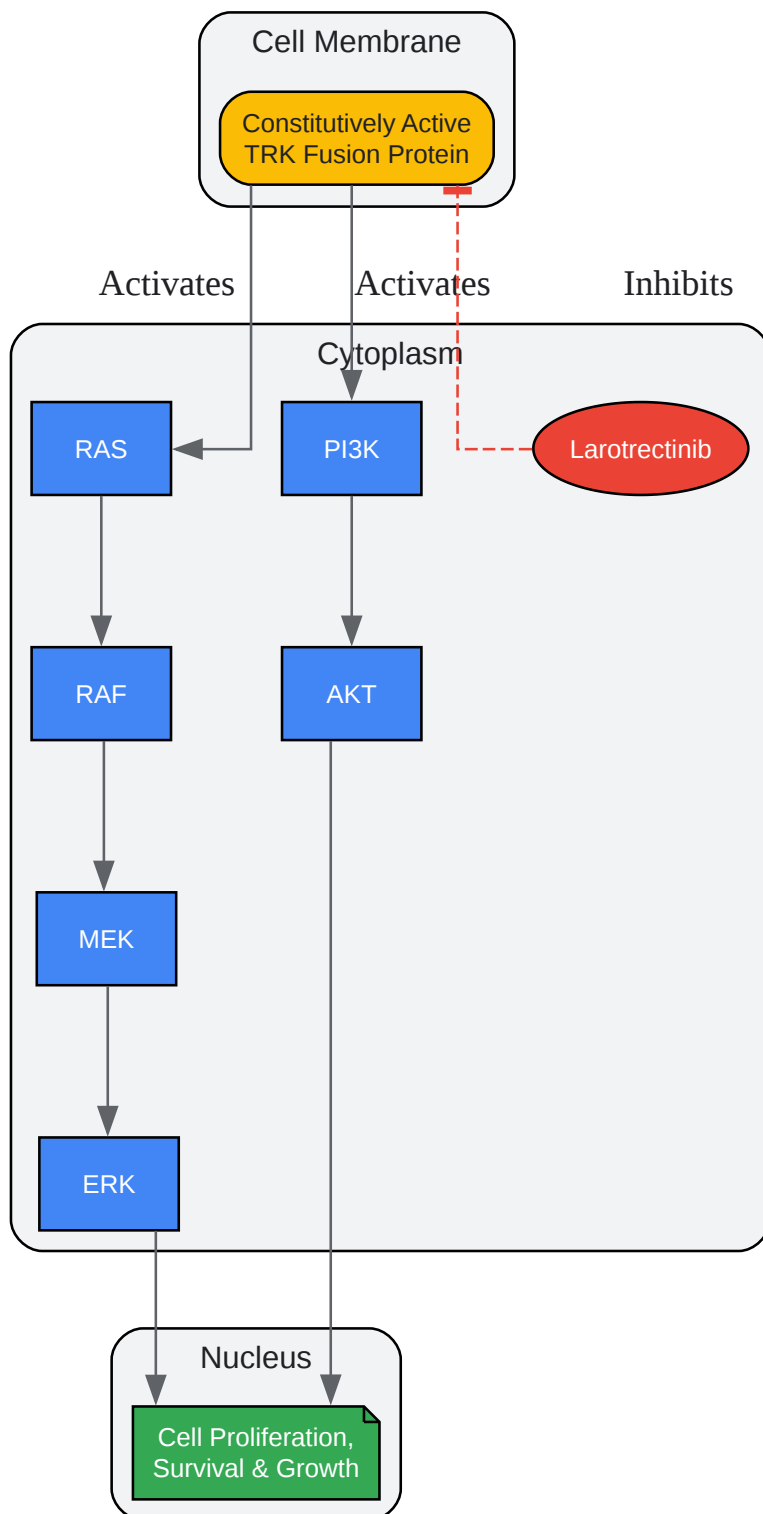 Cell Membrane
Constitutively Active
TRK Fusion Protein
Activates
Activates
Inhibits
Cytoplasm
RAS
PI3K
Larotrectinib
RAF
AKT
MEK
ERK
Nucleus
Cell Proliferation,
Survival & Growth